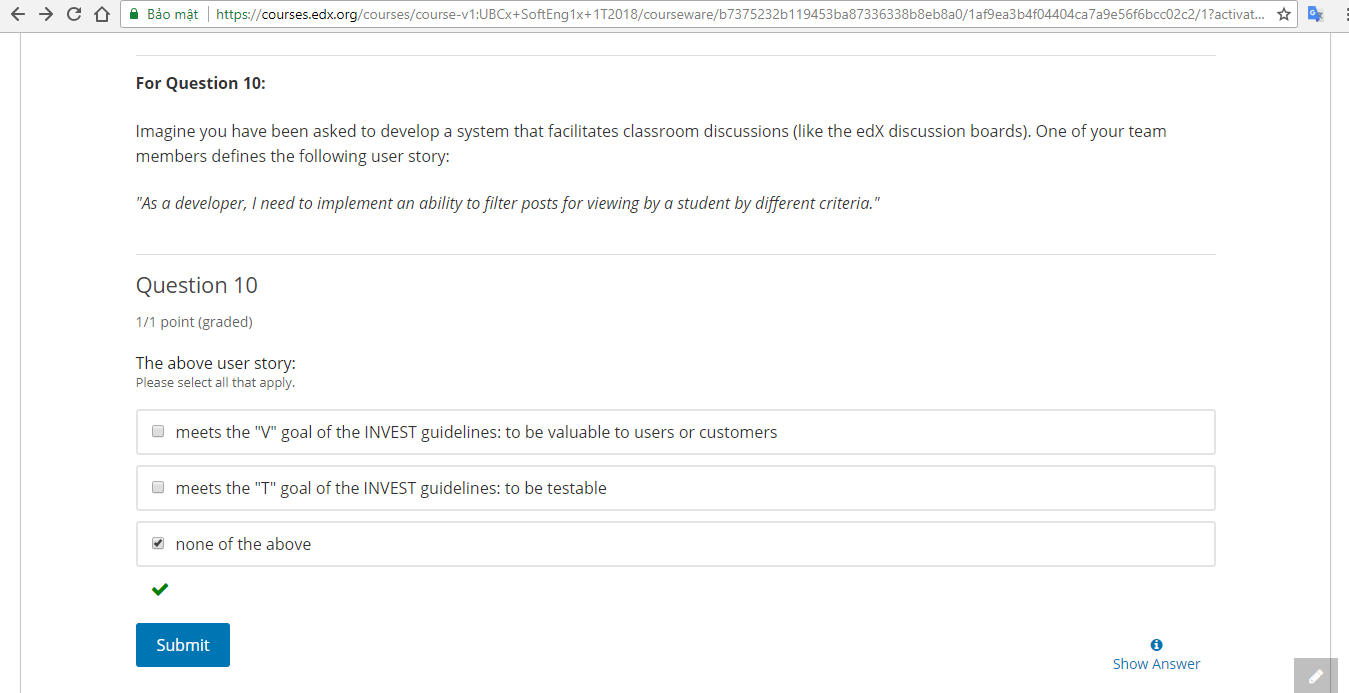 Bảo mật
https://courses.edx.org/courses/course-v1:UBCx+SoftEng1x+1T2018/courseware/b7375232b119453ba87336338b8eb8a0/1af9ea3b4f04404ca7a9e56f6bcc02c2/1?activat...
For Question 10:
Imagine you have been asked to develop a system that facilitates classroom discussions (like the edX discussion boards). One of your team
members defines the following user story:
"As a developer, I need to implement an ability to filter posts for viewing by a student by different criteria."
Question 10
1/1 point (graded)
The above user story:
Please select all that apply.
meets the "V" goal of the INVEST guidelines: to be valuable to users or customers
meets the "T" goal of the INVEST guidelines: to be testable
none of the above
Submit
Show Answer